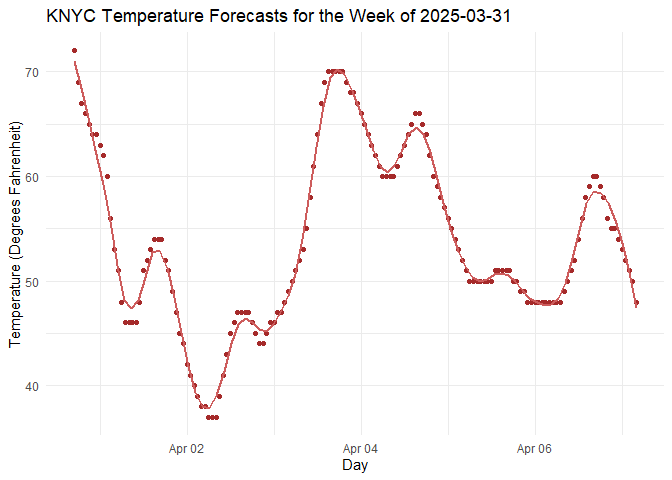 KNYC Temperature Forecasts for the Week of 2025-03-31
Temperature (Degrees Fahrenheit)
70
60
50
40
Apr 02
Apr 04
Apr 06
Day